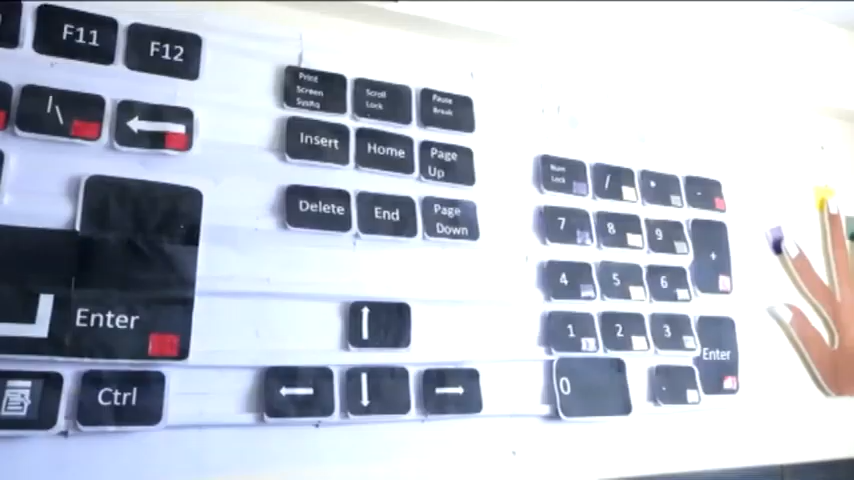 F11 F12
Print
Screen
SysRq
Scroll
Lock
Pause
Break
|\
Insert Home Page
Up
Delete End Page
Down
Num
Lock
/ * -
7 8 9
+
4 5 6
1 2 3
Enter
0 .
Enter
Ctrl